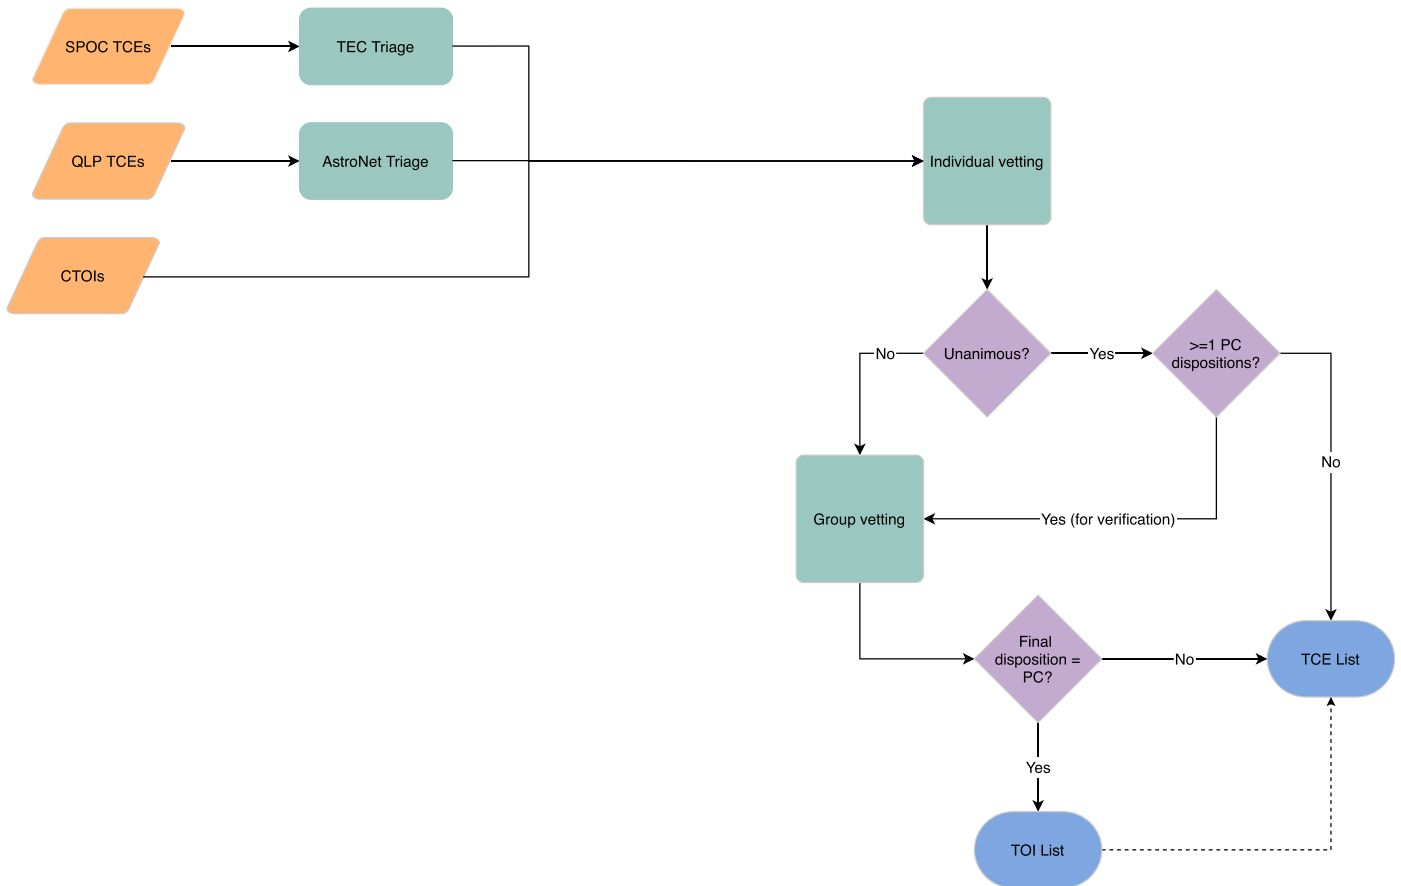 SPOC TCEs
TEC Triage
QLP TCEs
AstroNet Triage
Individual vetting
CTOIs
No
Unanimous?
Yes
>=1 PC
dispositions?
No
Group vetting
Yes (for verification)
Final
disposition =
PC?
No
TCE List
Yes
TOI List